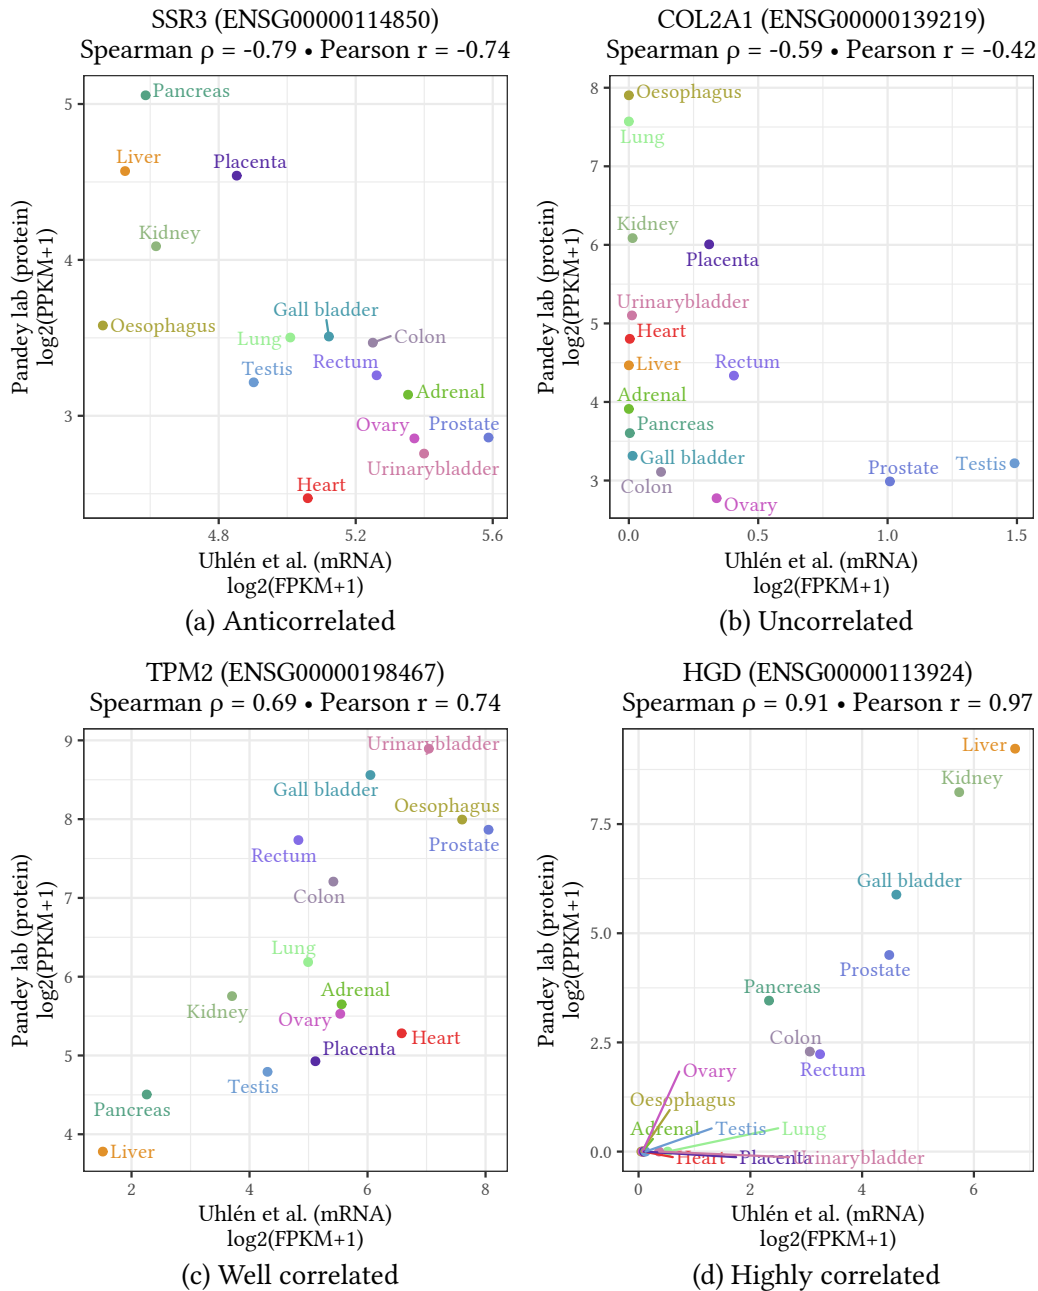 SSR3 (ENSG00000114850)
Spearman ρ = -0.79 • Pearson r = -0.74
Pandey lab (protein)
log2(PPKM+1)
5
4
3
Pancreas
Liver
Placenta
Kidney
Gall bladder
Oesophagus
Lung
Colon
Rectum
Testis
Adrenal
Ovary
Prostate
Urinarybladder
Heart
4.8
5.2
5.6
Uhlén et al. (mRNA)
log2(FPKM+1)
(a) Anticorrelated
COL2A1 (ENSG00000139219)
Spearman ρ = -0.59 • Pearson r = -0.42
Pandey lab (protein)
log2(PPKM+1)
8
7
6
5
4
3
Oesophagus
Lung
Kidney
Placenta
Urinarybladder
Heart
Liver
Rectum
Adrenal
Pancreas
Gall bladder
Prostate
Testis
Colon
Ovary
0.0
0.5
1.0
1.5
Uhlén et al. (mRNA)
log2(FPKM+1)
(b) Uncorrelated
TPM2 (ENSG00000198467)
Spearman ρ = 0.69 • Pearson r = 0.74
Pandey lab (protein)
log2(PPKM+1)
9
8
7
6
5
4
Urinarybladder
Gall bladder
Oesophagus
Prostate
Rectum
Colon
Lung
Adrenal
Kidney
Ovary
Heart
Placenta
Testis
Pancreas
Liver
2
4
6
8
Uhlén et al. (mRNA)
log2(FPKM+1)
(c) Well correlated
HGD (ENSG00000113924)
Spearman ρ = 0.91 • Pearson r = 0.97
Pandey lab (protein)
log2(PPKM+1)
7.5
5.0
2.5
0.0
Liver
Kidney
Gall bladder
Prostate
Pancreas
Colon
Rectum
Ovary
Oesophagus
Adrenal
Testis
Lung
Heart
Placenta
Urinarybladder
0
2
4
6
Uhlén et al. (mRNA)
log2(FPKM+1)
(d) Highly correlated